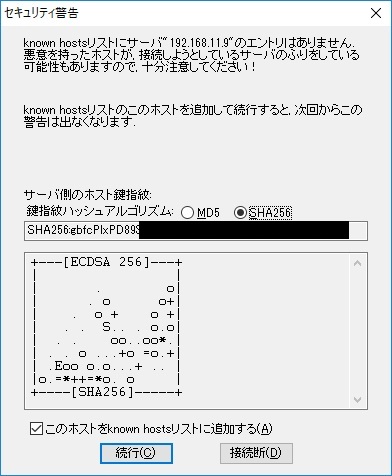 セキュリティ警告
known hostsリストにサーバ"192.168.11.9"のエントリはありません.
悪意を持ったホストが, 接続しようとしているサーバのふりをしている
可能性もありますので, 十分注意してください!
known hostsリストのこのホストを追加して続行すると, 次回からこの
警告は出なくなります.
サーバ側のホスト鍵指紋:
鍵指紋ハッシュアルゴリズム: MD5 SHA256
SHA256:gbfcPlxPD89S
+---[ECDSA 256]---+
|                 |
|       .        o|
|      . o      o+|
|     . o +    o +|
|    . . S.. . o.o|
|     . .  oo..oo*.|
|  . . o ...+o =o.+|
|  .Eoo o.o...+ .. |
|o.=*++=*o. o     |
+----[SHA256]-----+
このホストをknown hostsリストに追加する(A)
続行(C) 接続断(D)